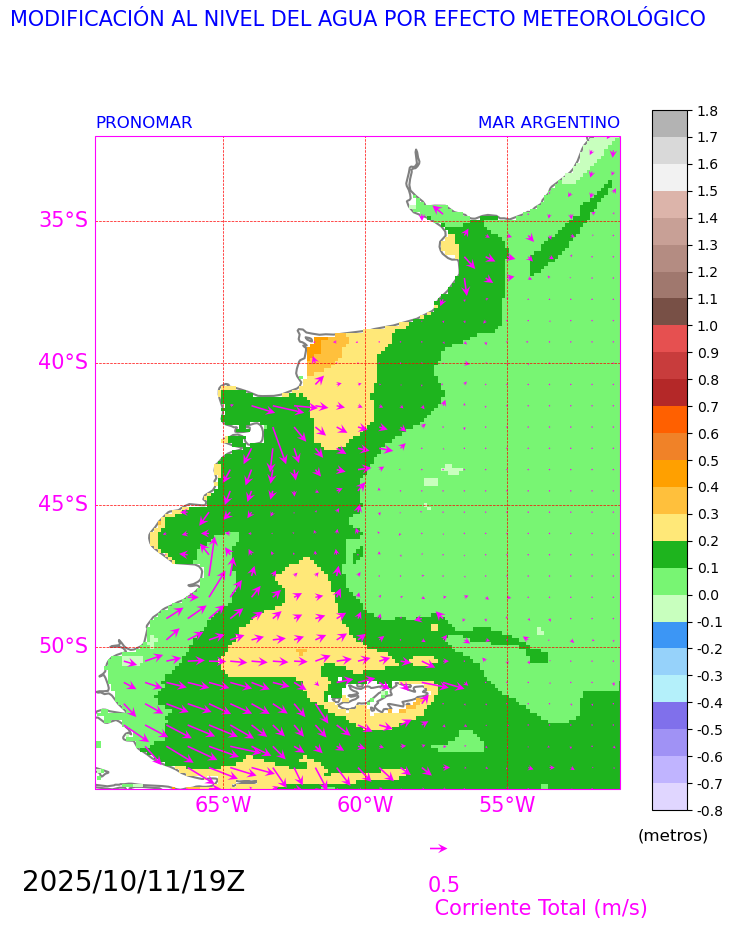 MODIFICACIÓN AL NIVEL DEL AGUA POR EFECTO METEOROLÓGICO
PRONOMAR MAR ARGENTINO
35°S
40°S
45°S
50°S
65°W 60°W 55°W
1.8
1.7
1.6
1.5
1.4
1.3
1.2
1.1
1.0
0.9
0.8
0.7
0.6
0.5
0.4
0.3
0.2
0.1
0.0
-0.1
-0.2
-0.3
-0.4
-0.5
-0.6
-0.7
-0.8
(metros)
2025/10/11/19Z
0.5
Corriente Total (m/s)